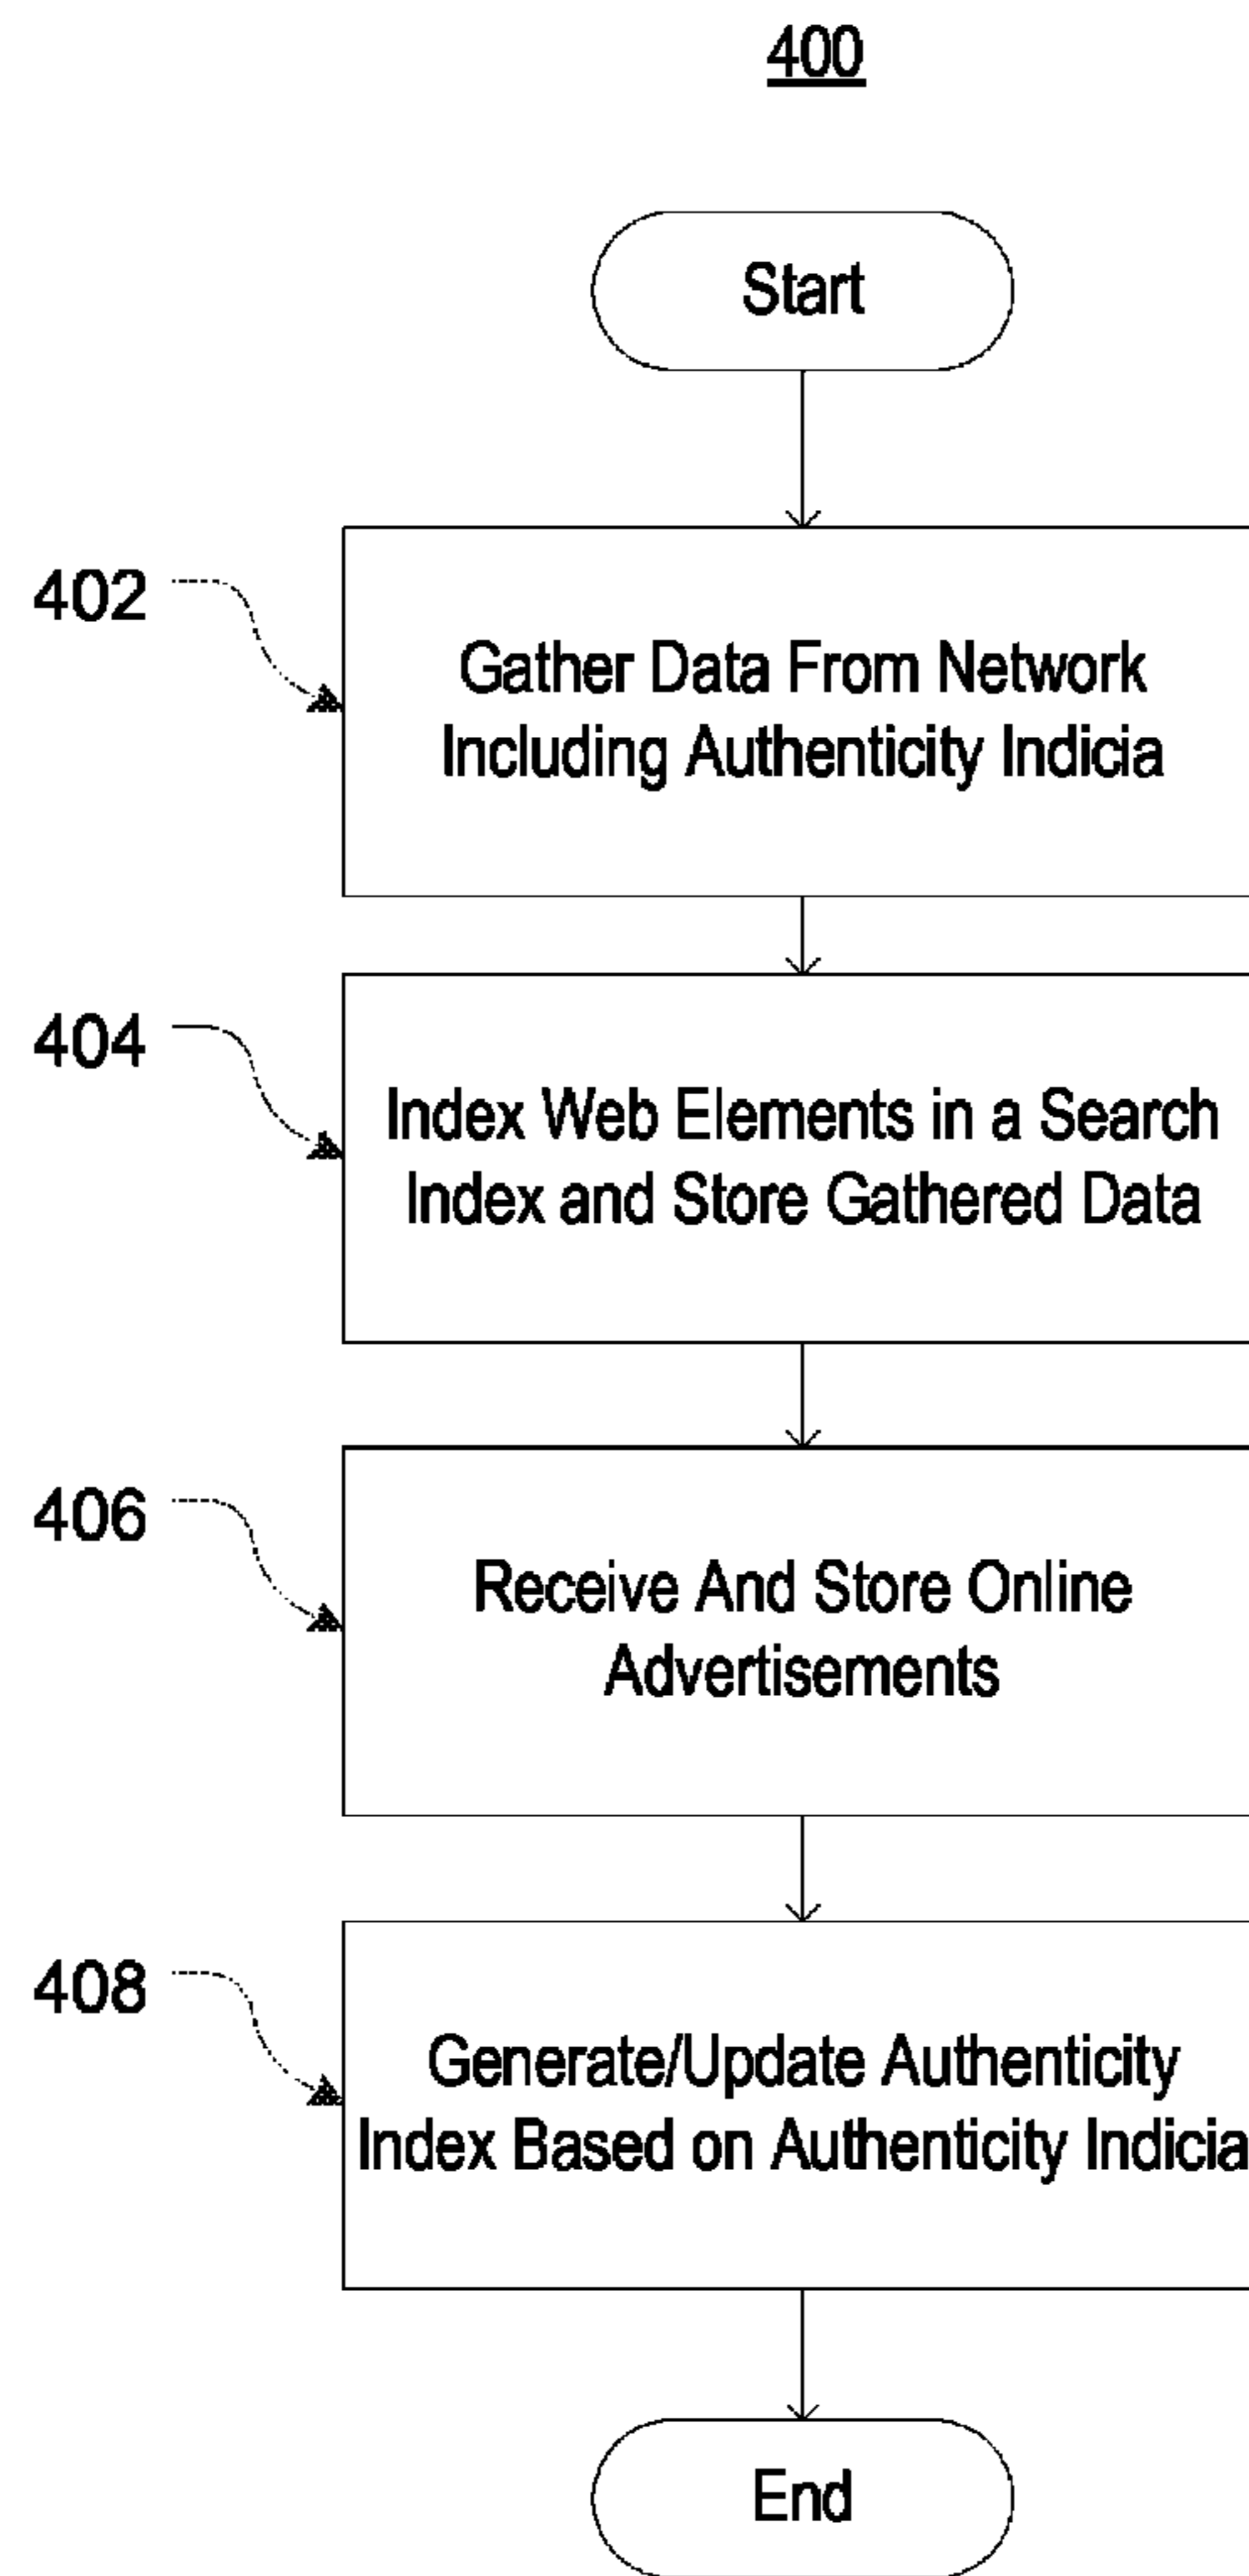 400
Start
402
Gather Data From Network
Including Authenticity Indicia
404
Index Web Elements in a Search
Index and Store Gathered Data
406
Receive And Store Online
Advertisements
408
Generate/Update Authenticity
Index Based on Authenticity Indicia
End